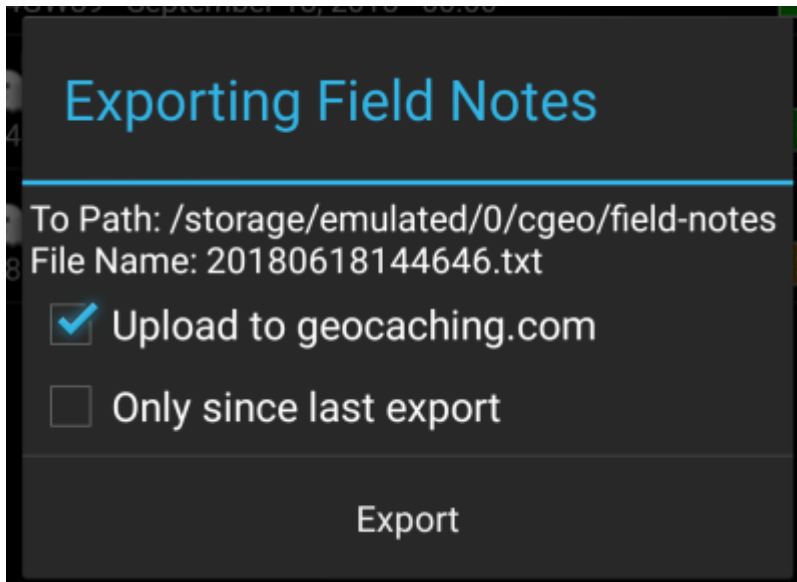 Exporting Field Notes
To Path: /storage/emulated/0/cgeo/field-notes
File Name: 20180618144646.txt
Upload to geocaching.com
Only since last export
Export